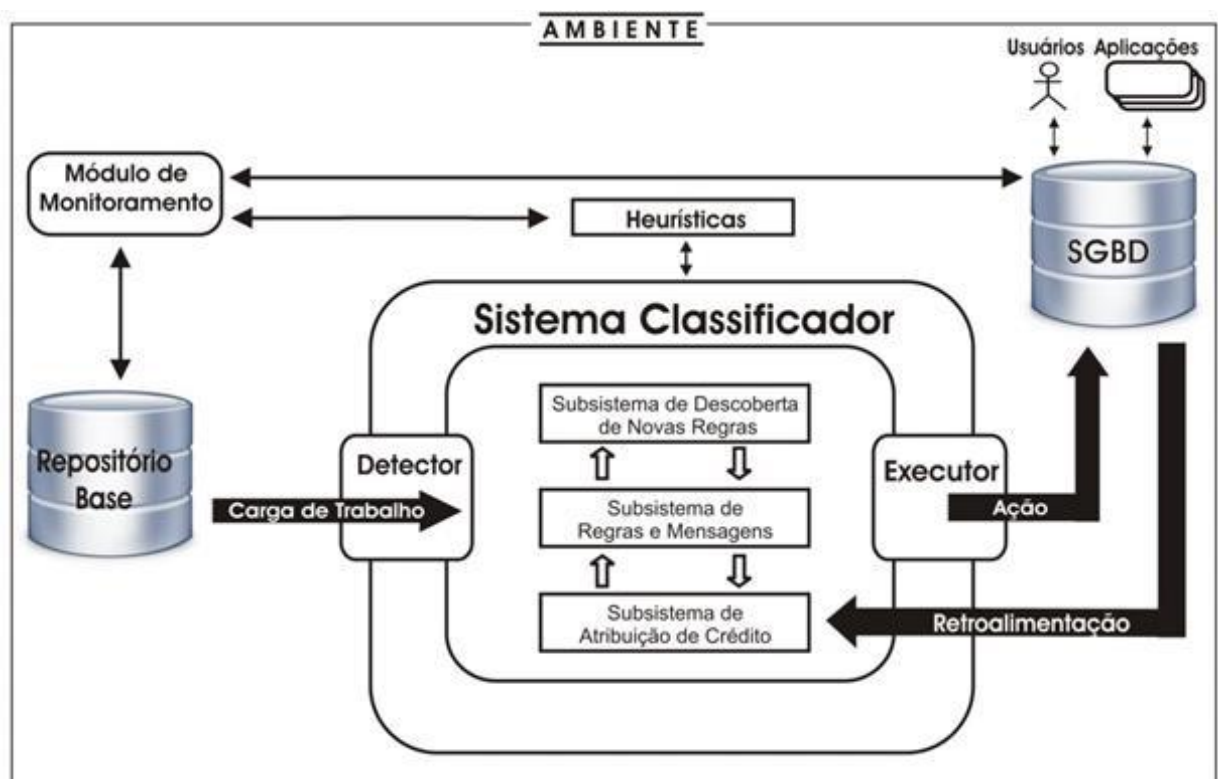 AMBIENTE
Usuários
Aplicações
Módulo de
Monitoramento
Heurísticas
SGBD
Sistema Classificador
Subsistema de Descoberta
de Novas Regras
Repositório
Base
Detector
Executor
Carga de Trabalho
Subsistema de
Regras e Mensagens
Ação
Subsistema de
Atribuição de Crédito
Retroalimentação